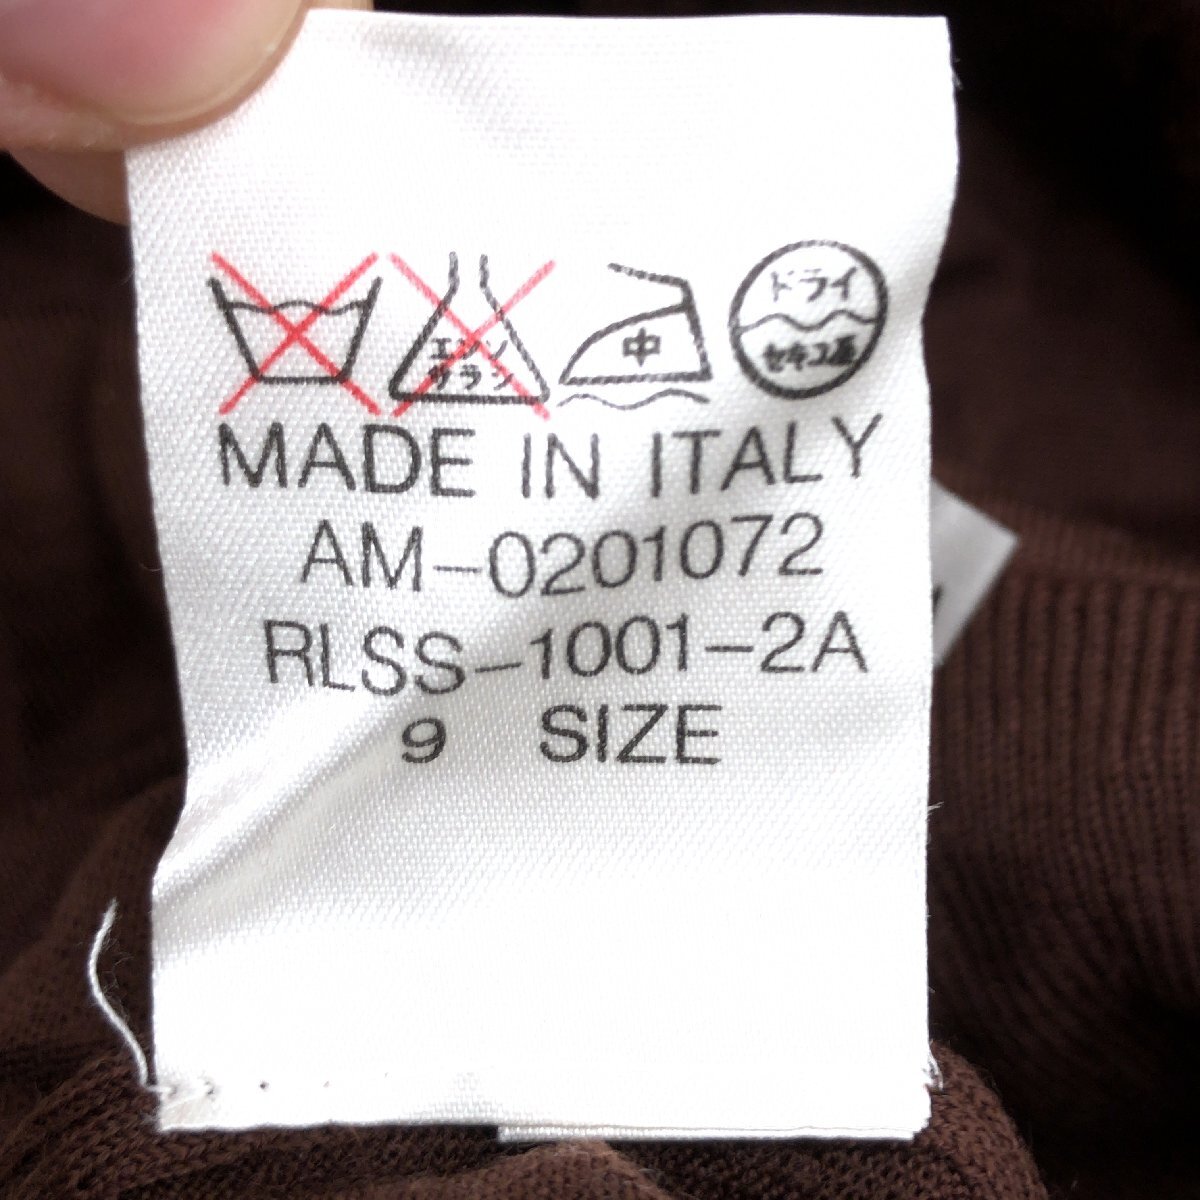 エンソ
サラシ
中
ドライ
セキユ系
MADE IN ITALY
AM-0201072
RLSS-1001-2A
9 SIZE